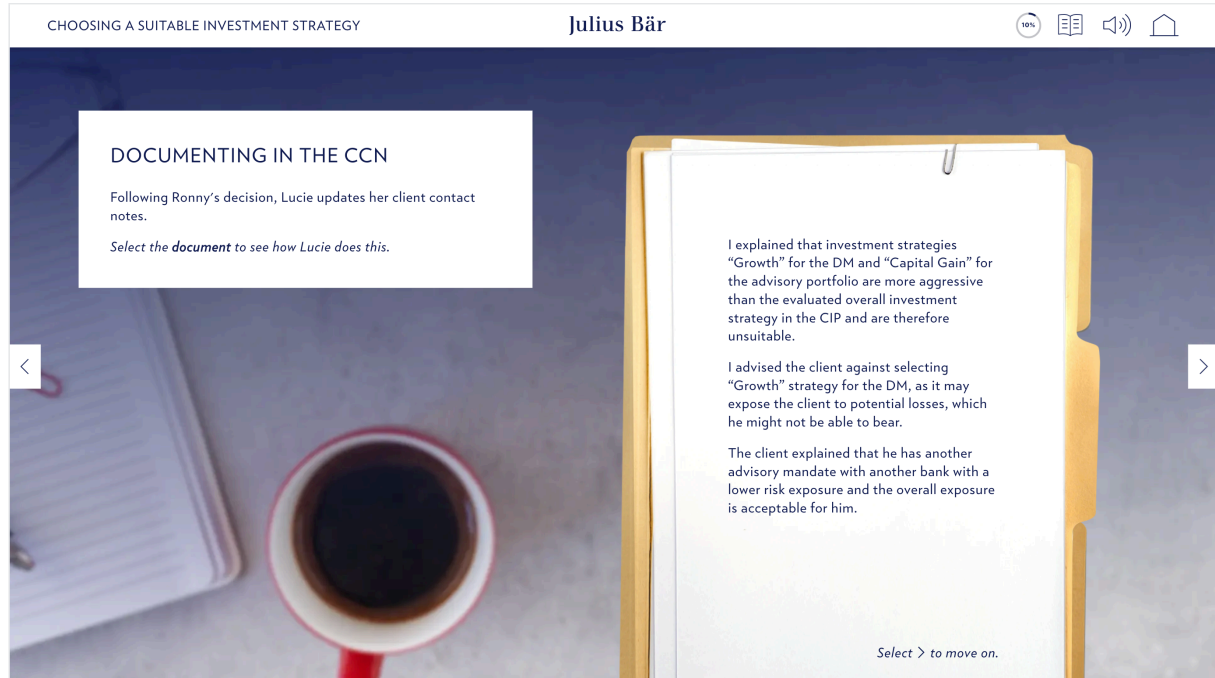 CHOOSING A SUITABLE INVESTMENT STRATEGY
Julius Bär
10%
DOCUMENTING IN THE CCN
Following Ronny's decision, Lucie updates her client contact
notes.
Select the document to see how Lucie does this.
I explained that investment strategies
“Growth” for the DM and “Capital Gain” for
the advisory portfolio are more aggressive
than the evaluated overall investment
strategy in the CIP and are therefore
unsuitable.
I advised the client against selecting
“Growth” strategy for the DM, as it may
expose the client to potential losses, which
he might not be able to bear.
The client explained that he has another
advisory mandate with another bank with a
lower risk exposure and the overall exposure
is acceptable for him.
Select > to move on.